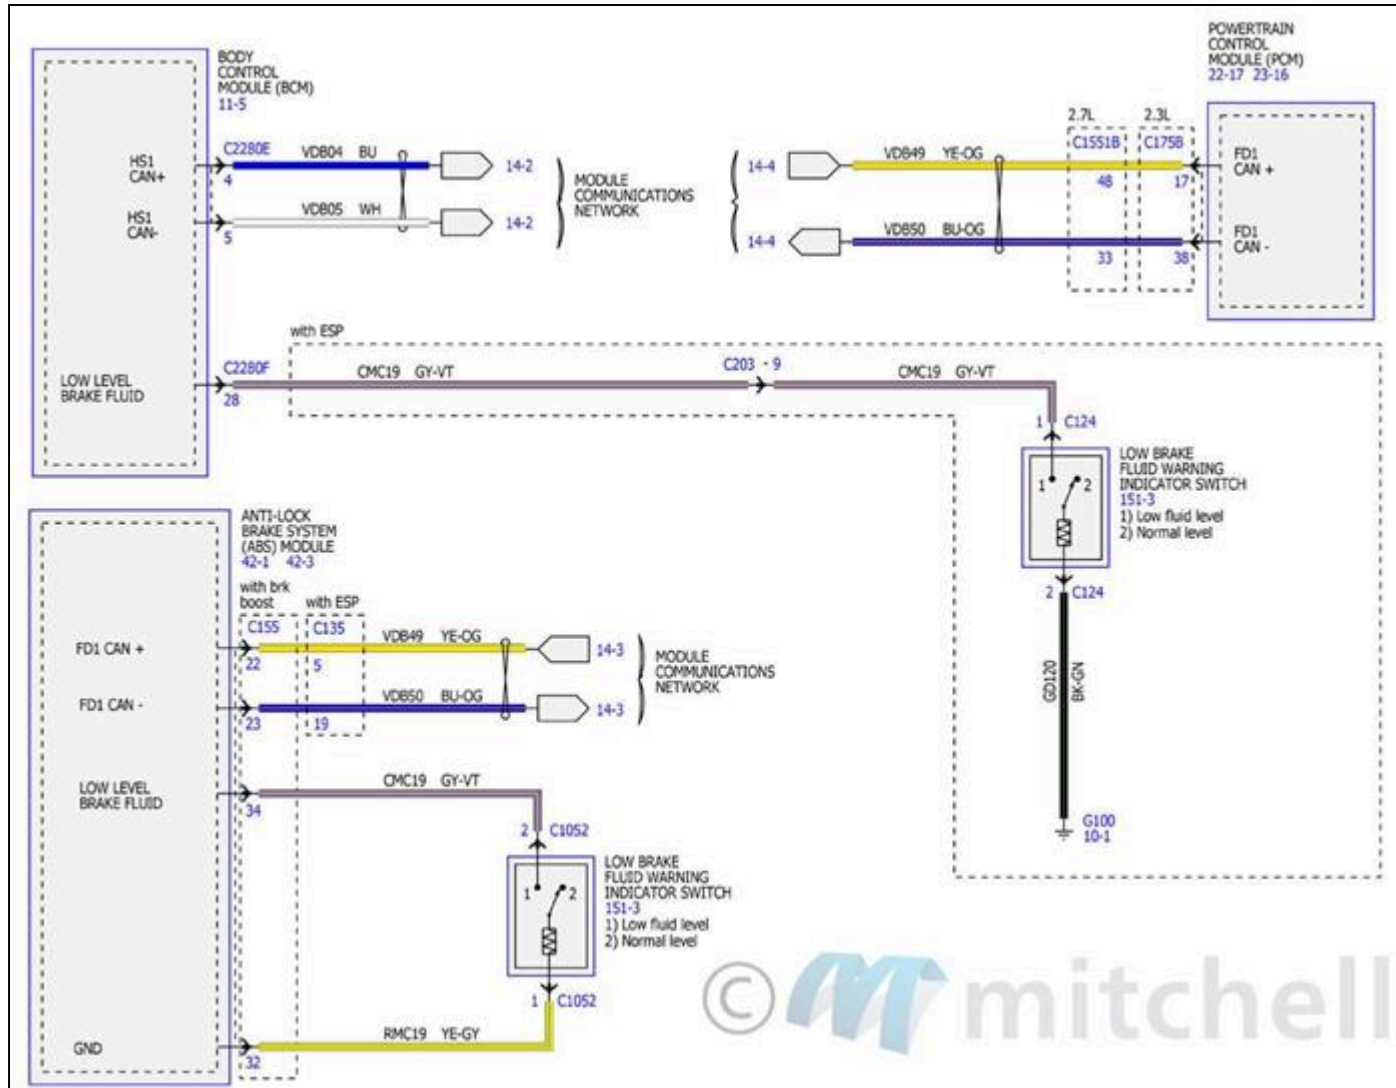 BODY
CONTROL
MODULE (BCM)
11-5
POWERTRAIN
CONTROL
MODULE (PCM)
22-17 23-16
HS1
CAN+
C2280E
4
VDB04 BU
14-2
HS1
CAN-
5
VDB05 WH
14-2
MODULE
COMMUNICATIONS
NETWORK
14-4
VDB49 YE-OG
14-4
VDB50 BU-OG
2.7L
C1551B
48
33
2.3L
C175B
17
38
FD1
CAN +
FD1
CAN -
with ESP
LOW LEVEL
BRAKE FLUID
C2280F
28
CMC19 GY-VT
C203 - 9
CMC19 GY-VT
1 C124
1 2
LOW BRAKE
FLUID WARNING
INDICATOR SWITCH
151-3
1) Low fluid level
2) Normal level
2 C124
GD120
BK-GN
G100
10-1
ANTI-LOCK
BRAKE SYSTEM
(ABS) MODULE
42-1 42-3
with brk
boost
with ESP
C155
C135
FD1 CAN +
22
5
VDB49 YE-OG
14-3
FD1 CAN -
23
19
VDB50 BU-OG
14-3
MODULE
COMMUNICATIONS
NETWORK
LOW LEVEL
BRAKE FLUID
34
CMC19 GY-VT
2 C1052
1 2
LOW BRAKE
FLUID WARNING
INDICATOR SWITCH
151-3
1) Low fluid level
2) Normal level
1 C1052
GND
32
RMC19 YE-GY
© mitchell